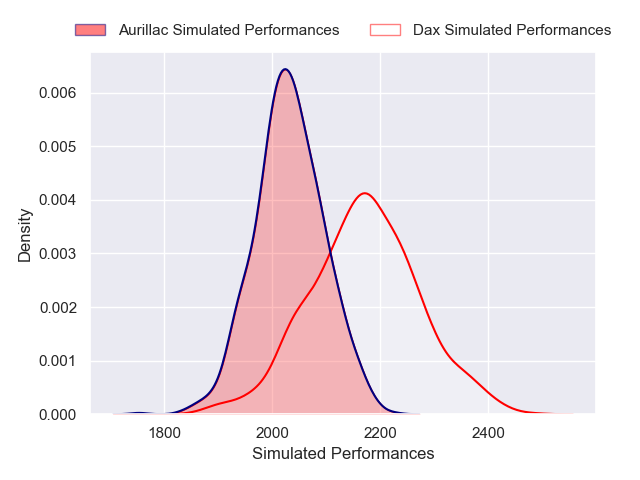 Aurillac Simulated Performances Dax Simulated Performances
0.006
0.005
0.004
0.003
0.002
0.001
0.000
Density
1800 2000 2200 2400
Simulated Performances